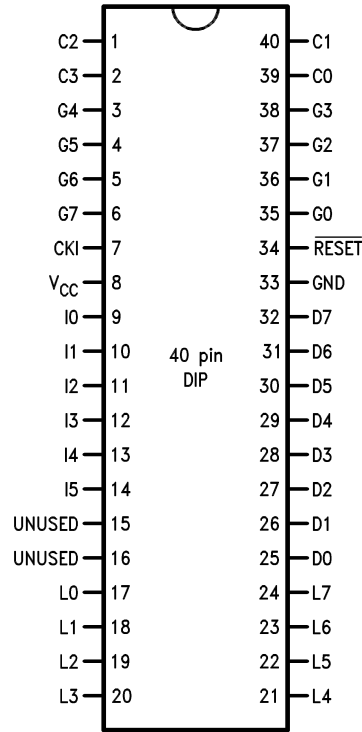 C2 1 40 C1
C3 2 39 C0
G4 3 38 G3
G5 4 37 G2
G6 5 36 G1
G7 6 35 G0
CKI 7 34 RESET
VCC 8 33 GND
I0 9 32 D7
I1 10 31 D6
40 pin
DIP
I2 11 30 D5
I3 12 29 D4
I4 13 28 D3
I5 14 27 D2
UNUSED 15 26 D1
UNUSED 16 25 D0
L0 17 24 L7
L1 18 23 L6
L2 19 22 L5
L3 20 21 L4